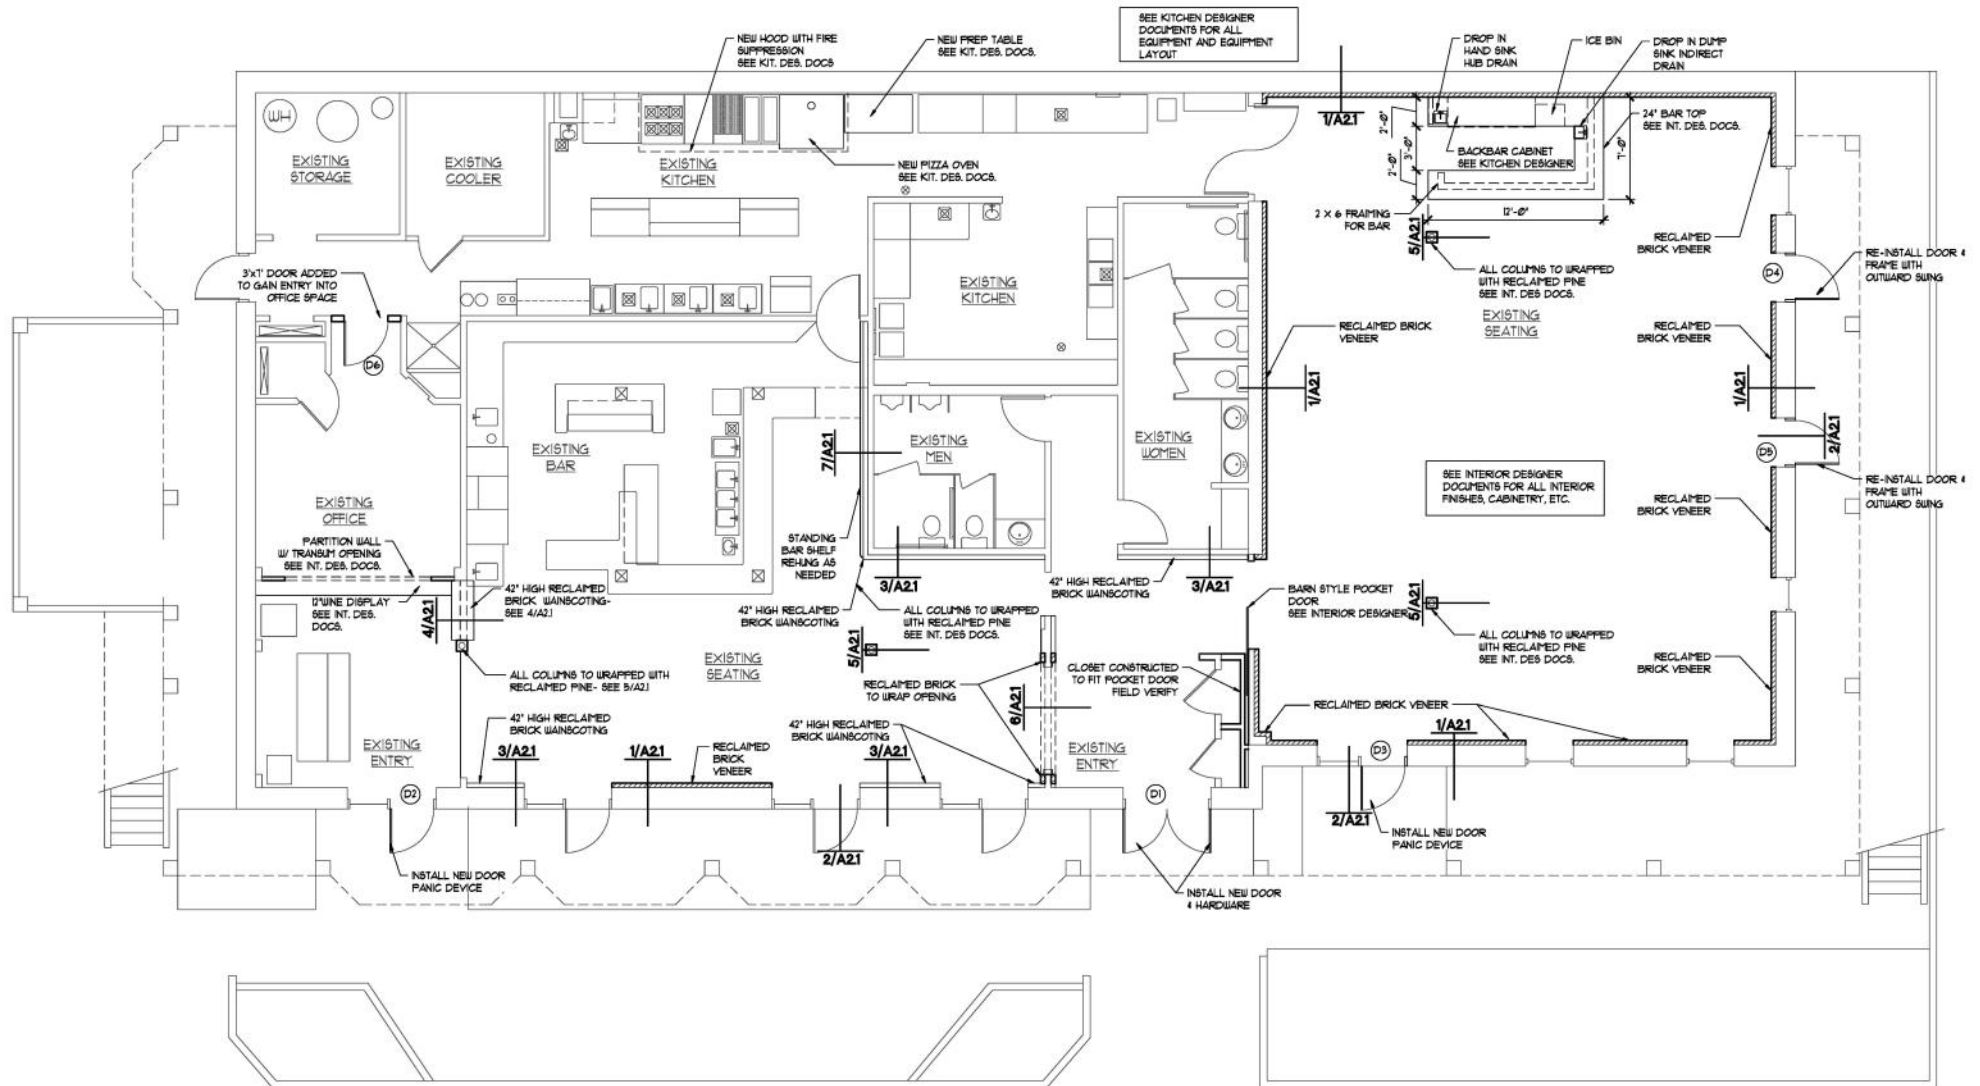 SEE KITCHEN DESIGNER
DOCUMENTS FOR ALL
EQUIPMENT AND EQUIPMENT
LAYOUT
NEW HOOD WITH FIRE
SUPPRESSION
SEE KIT. DES. DOCS
NEW PREP TABLE
SEE KIT. DES. DOCS.
DROP IN
HAND SINK
HUB DRAIN
ICE BIN
DROP IN DUMP
SINK INDIRECT
DRAIN
WH
EXISTING
STORAGE
EXISTING
COOLER
EXISTING
KITCHEN
NEW PIZZA OVEN
SEE KIT. DES. DOCS.
1/A2.1
2'-0"
3'-0"
2'-0"
7'-0"
24" BAR TOP
SEE INT. DES. DOCS.
BACKBAR CABINET
SEE KITCHEN DESIGNER
2 X 6 FRAMING
FOR BAR
12'-0"
5/A2.1
RECLAIMED
BRICK VENEER
RE-INSTALL DOOR &
FRAME WITH
OUTWARD SWING
D4
3'x7' DOOR ADDED
TO GAIN ENTRY INTO
OFFICE SPACE
EXISTING
KITCHEN
ALL COLUMNS TO WRAPPED
WITH RECLAIMED PINE
SEE INT. DES DOCS.
EXISTING
SEATING
RECLAIMED BRICK
VENEER
RECLAIMED
BRICK VENEER
D6
1/A2.1
1/A2.1
2/A2.1
D5
EXISTING
BAR
7/A2.1
EXISTING
MEN
EXISTING
WOMEN
SEE INTERIOR DESIGNER
DOCUMENTS FOR ALL INTERIOR
FINISHES, CABINETRY, ETC.
RE-INSTALL DOOR &
FRAME WITH
OUTWARD SWING
RECLAIMED
BRICK VENEER
EXISTING
OFFICE
PARTITION WALL
W/ TRANSUM OPENING
SEE INT. DES. DOCS.
STANDING
BAR SHELF
REHUNG AS
NEEDED
3/A2.1
3/A2.1
42" HIGH RECLAIMED
BRICK WAINSCOTING
12"WINE DISPLAY
SEE INT. DES.
DOCS.
4/A2.1
42" HIGH RECLAIMED
BRICK WAINSCOTING-
SEE 4/A2.1
42" HIGH RECLAIMED
BRICK WAINSCOTING
ALL COLUMNS TO WRAPPED
WITH RECLAIMED PINE
SEE INT. DES DOCS.
BARN STYLE POCKET
DOOR
SEE INTERIOR DESIGNER
5/A2.1
ALL COLUMNS TO WRAPPED
WITH RECLAIMED PINE
SEE INT. DES DOCS.
5/A2.1
EXISTING
SEATING
ALL COLUMNS TO WRAPPED WITH
RECLAIMED PINE- SEE 5/A2.1
RECLAIMED BRICK
TO WRAP OPENING
CLOSET CONSTRUCTED
TO FIT POCKET DOOR
FIELD VERIFY
RECLAIMED
BRICK VENEER
6/A2.1
RECLAIMED BRICK VENEER
42" HIGH RECLAIMED
BRICK WAINSCOTING
42" HIGH RECLAIMED
BRICK WAINSCOTING
EXISTING
ENTRY
3/A2.1
1/A2.1
RECLAIMED
BRICK
VENEER
3/A2.1
EXISTING
ENTRY
1/A2.1
D3
D2
D1
2/A2.1
2/A2.1
INSTALL NEW DOOR
PANIC DEVICE
INSTALL NEW DOOR
PANIC DEVICE
INSTALL NEW DOOR
& HARDWARE